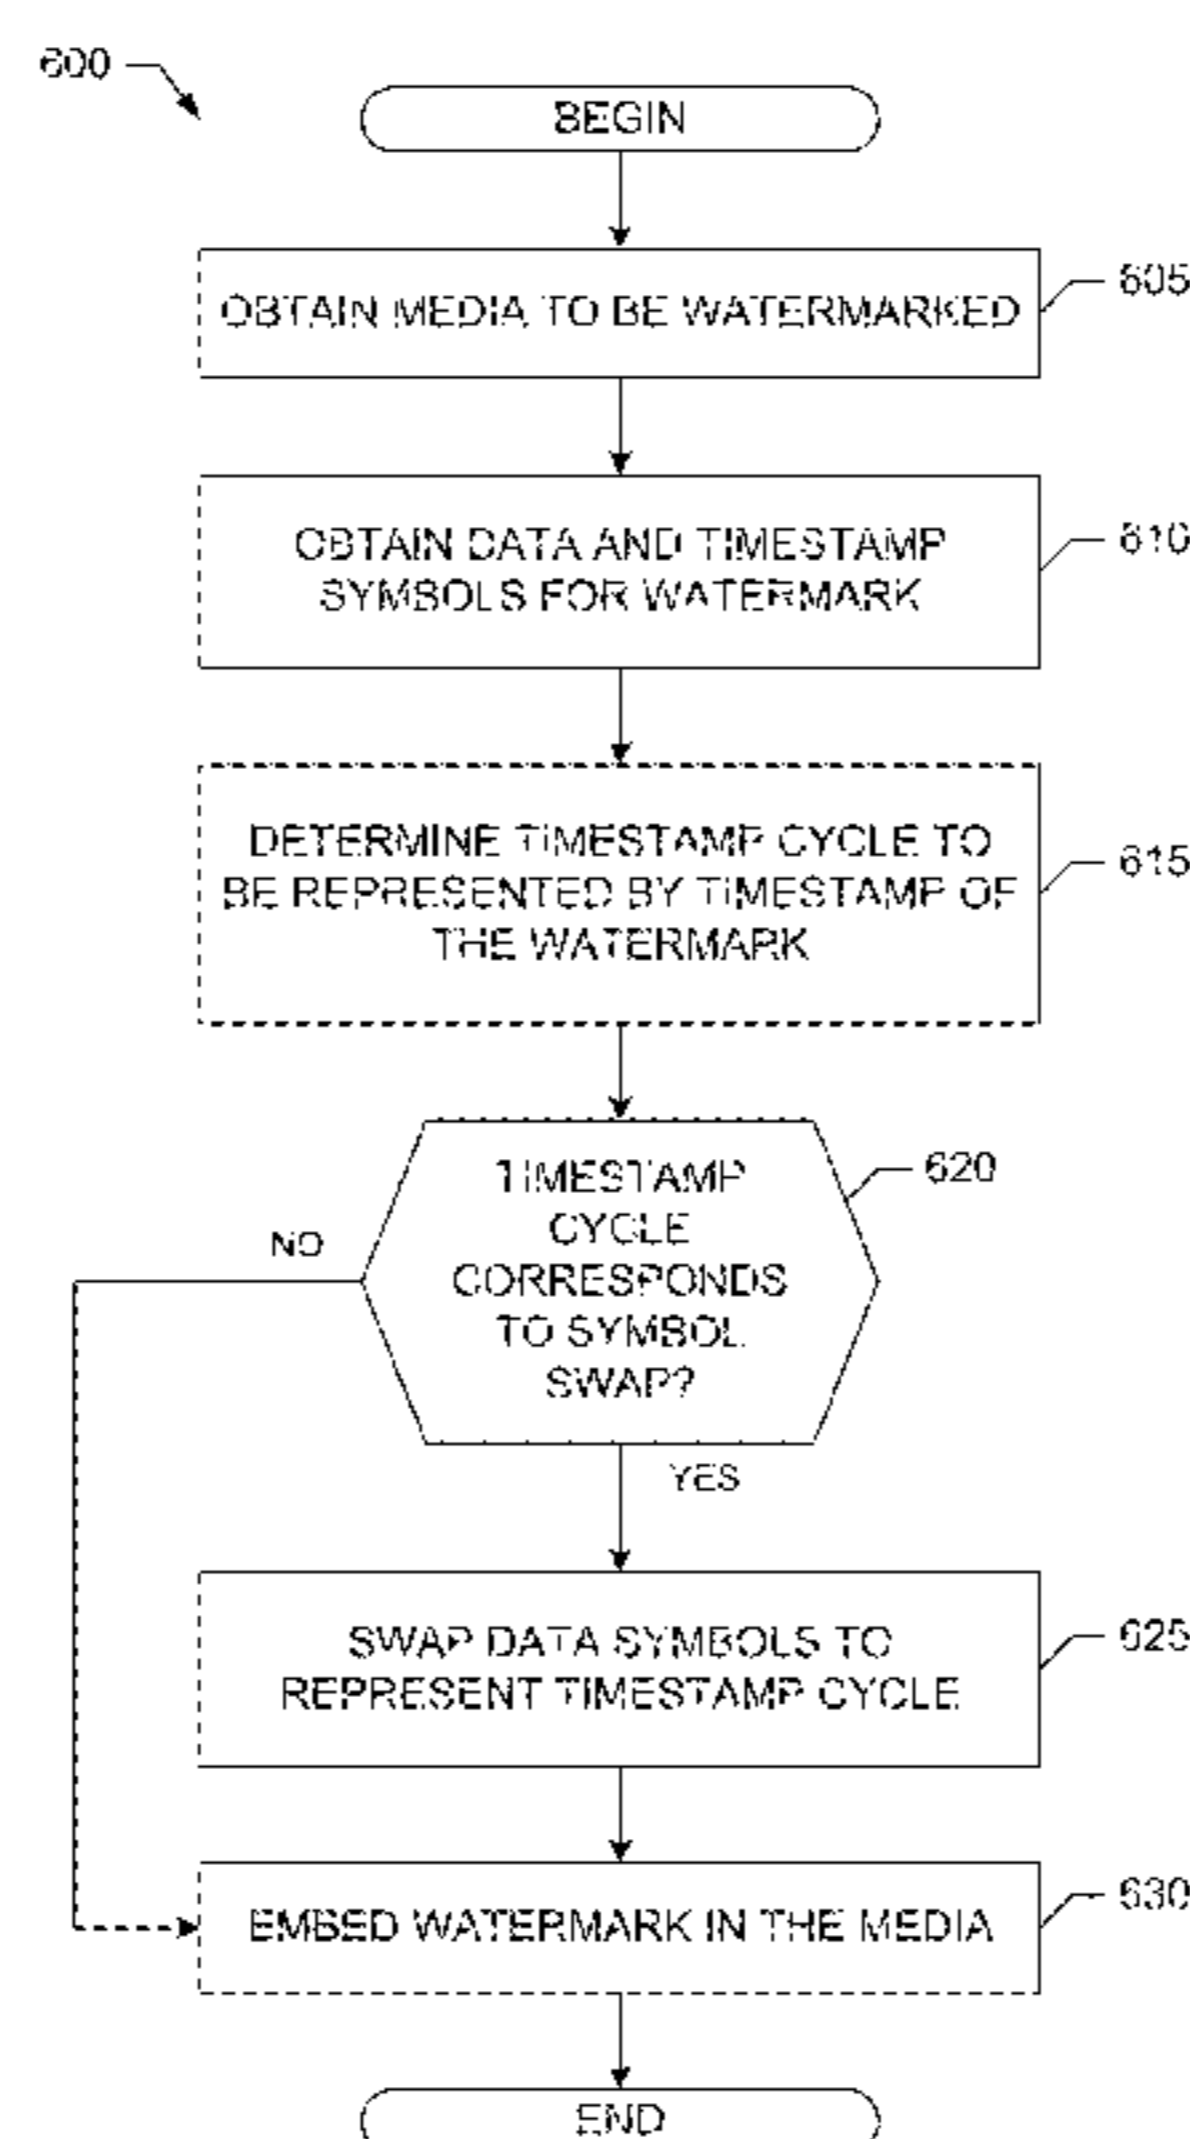 600
BEGIN
OBTAIN MEDIA TO BE WATERMARKED
605
OBTAIN DATA AND TIMESTAMP
SYMBOLS FOR WATERMARK
610
DETERMINE TIMESTAMP CYCLE TO
BE REPRESENTED BY TIMESTAMP OF
THE WATERMARK
615
TIMESTAMP
CYCLE
CORRESPONDS
TO SYMBOL
SWAP?
620
NO
YES
SWAP DATA SYMBOLS TO
REPRESENT TIMESTAMP CYCLE
625
EMBED WATERMARK IN THE MEDIA
630
END